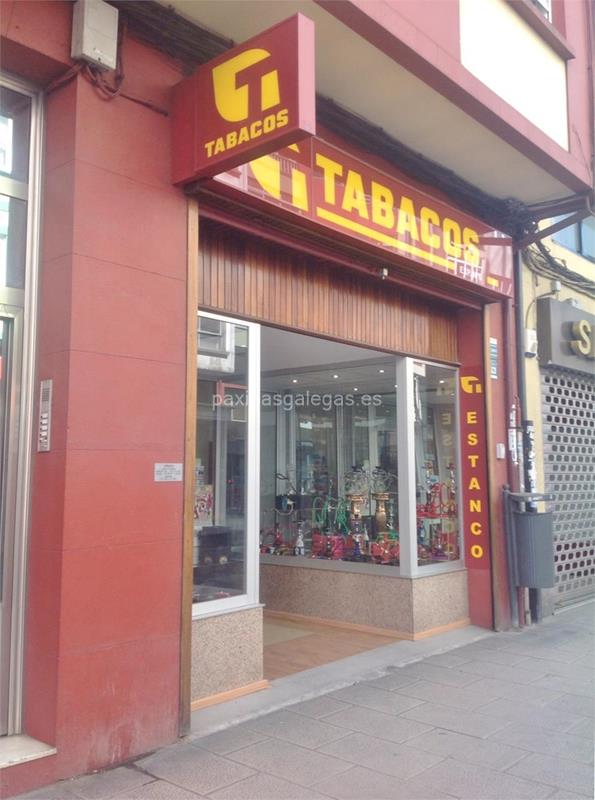 TABACOS
TABACOS
ESTANCO
paxinasgalegas.es
S